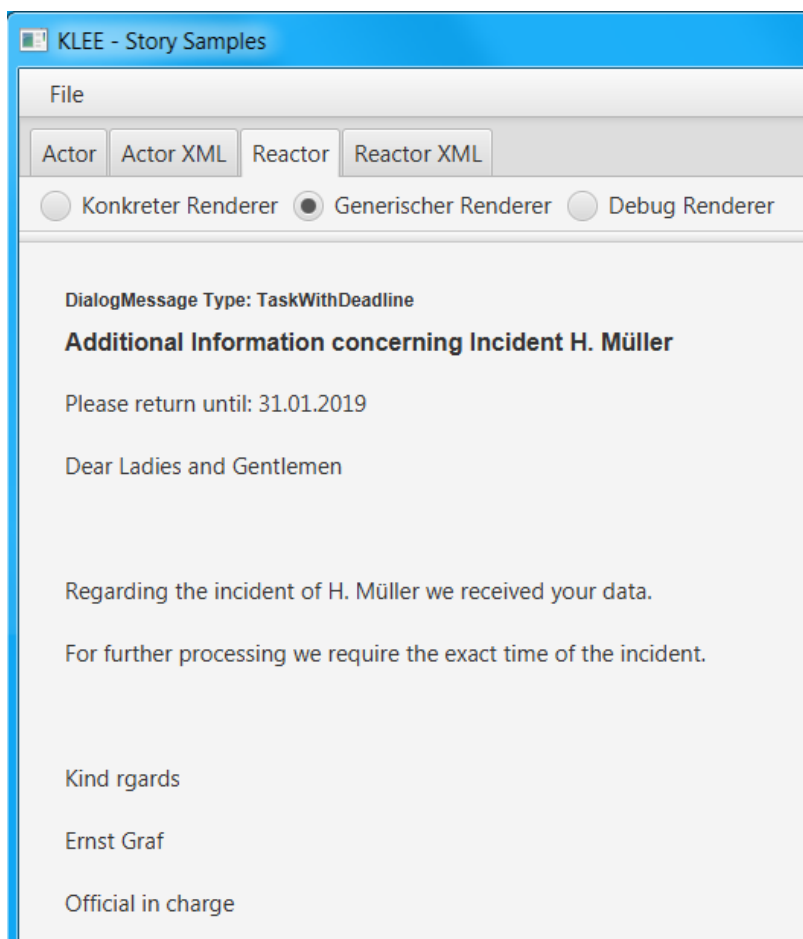 KLEE - Story Samples
File
Actor Actor XML Reactor Reactor XML
Konkreter Renderer Generischer Renderer Debug Renderer
DialogMessage Type: TaskWithDeadline
Additional Information concerning Incident H. Müller
Please return until: 31.01.2019
Dear Ladies and Gentlemen
Regarding the incident of H. Müller we received your data.
For further processing we require the exact time of the incident.
Kind rgards
Ernst Graf
Official in charge